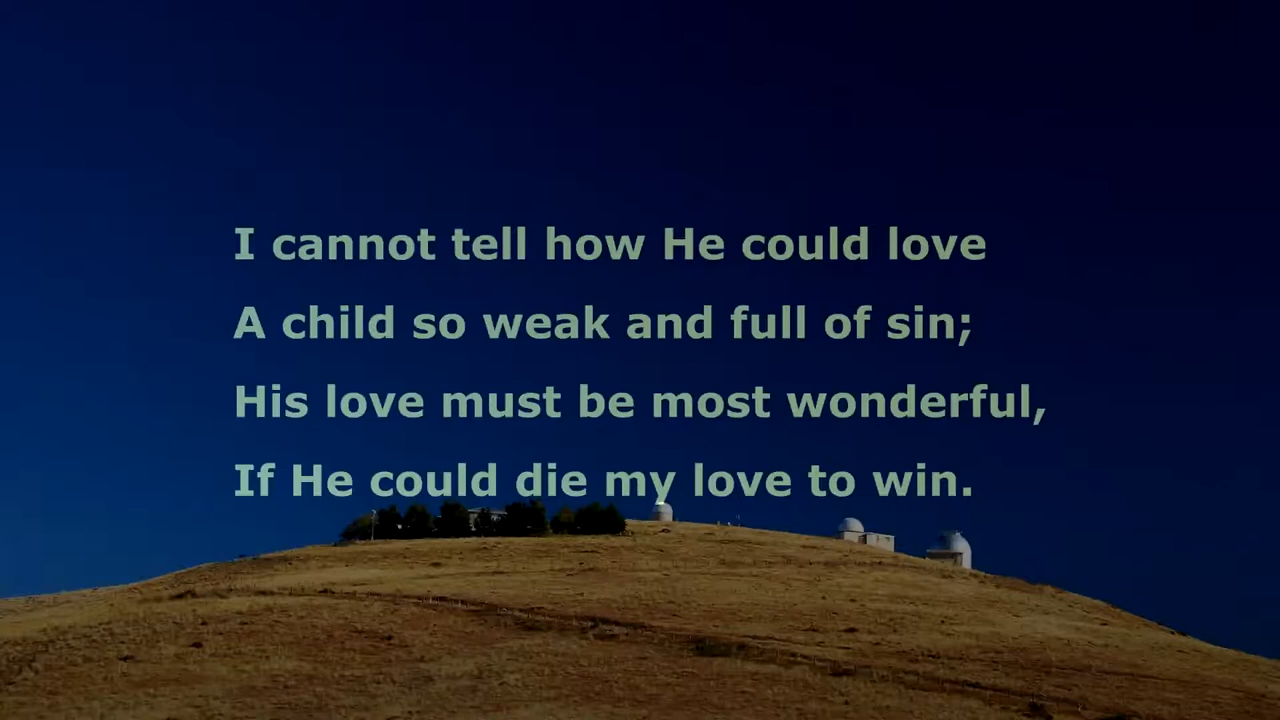 I cannot tell how He could love
A child so weak and full of sin;
His love must be most wonderful,
If He could die my love to win.